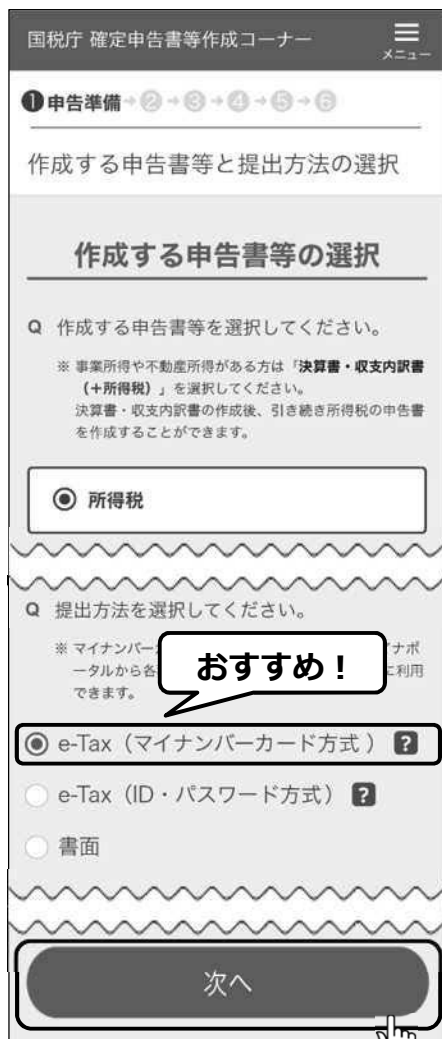 国税庁 確定申告書等作成コーナー
メニュー
❶申告準備→②→③→④→⑤→⑥
作成する申告書等と提出方法の選択
作成する申告書等の選択
Q 作成する申告書等を選択してください。
※ 事業所得や不動産所得がある方は「決算書・収支内訳書
（＋所得税）」を選択してください。
決算書・収支内訳書の作成後、引き続き所得税の申告書
を作成することができます。
所得税
Q 提出方法を選択してください。
※ マイナンバー
ナポ
ータルから各
利用
できます。
おすすめ！
e-Tax（マイナンバーカード方式 ） ?
e-Tax（ID・パスワード方式） ?
書面
次へ